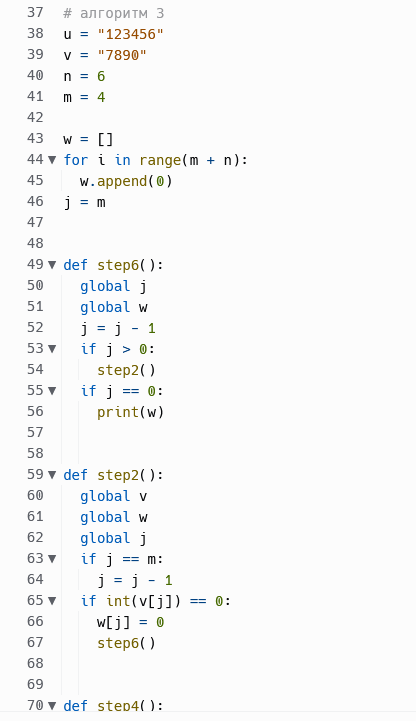 37 # алгоритм 3
38 u = "123456"
39 v = "7890"
40 n = 6
41 m = 4
42
43 w = []
44 ▼ for i in range(m + n):
45 w.append(0)
46 j = m
47
48
49 ▼ def step6():
50 global j
51 global w
52 j = j - 1
53 ▼ if j > 0:
54 step2()
55 ▼ if j == 0:
56 print(w)
57
58
59 ▼ def step2():
60 global v
61 global w
62 global j
63 ▼ if j == m:
64 j = j - 1
65 ▼ if int(v[j]) == 0:
66 w[j] = 0
67 step6()
68
69
70 ▼ def step4():